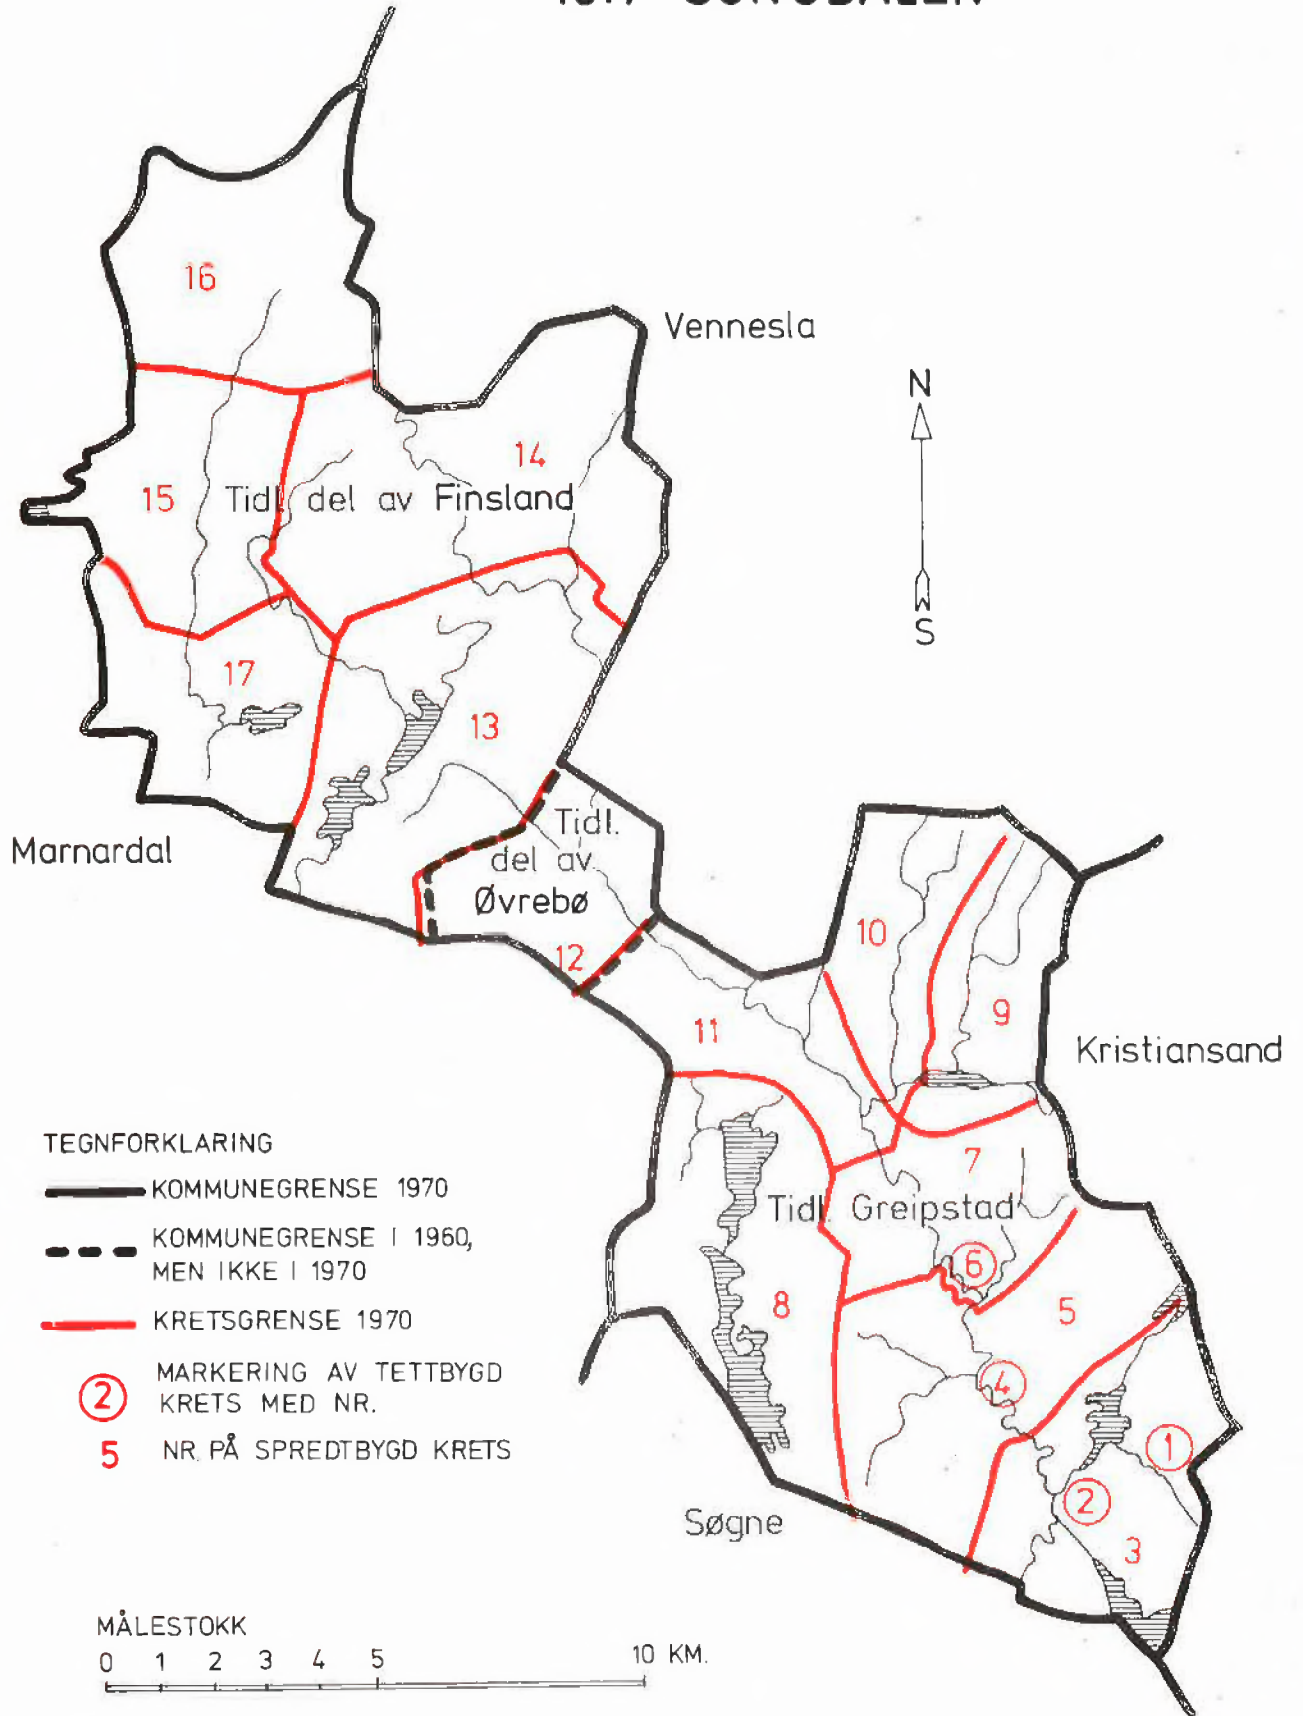 16
Vennesla
N
14
15
Tidl. del av Finsland
S
17
13
Tidl.
del av
Øvrebø
Marnardal
10
12
9
11
Kristiansand
TEGNFORKLARING
KOMMUNEGRENSE 1970
KOMMUNEGRENSE I 1960,
MEN IKKE I 1970
KRETSGRENSE 1970
2 MARKERING AV TETTBYGD
KRETS MED NR.
5 NR. PÅ SPREDTBYGD KRETS
7
Tidl. Greipstad
6
8
5
4
1
2
Søgne
3
MÅLESTOKK
0 1 2 3 4 5 10 KM.